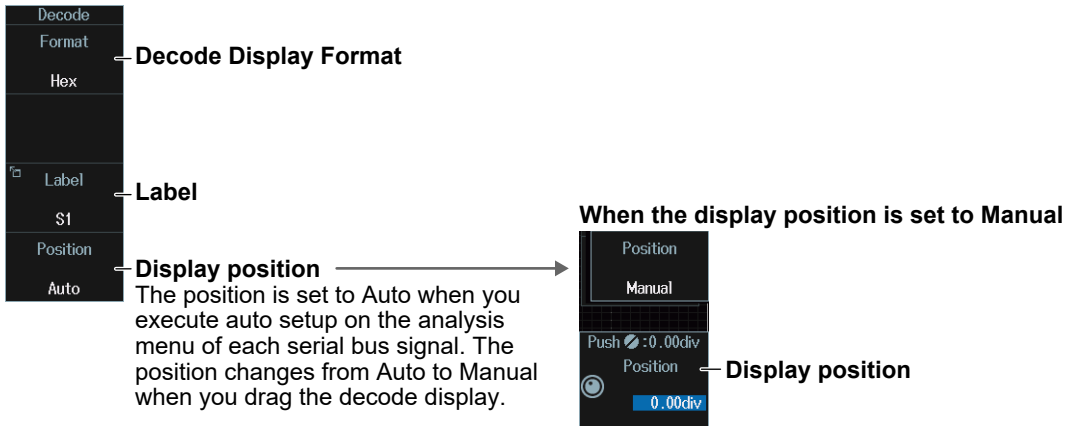 Decode
Format
Hex
Decode Display Format
Label
S1
Label
Position
Auto
Display position
The position is set to Auto when you
execute auto setup on the analysis
menu of each serial bus signal. The
position changes from Auto to Manual
when you drag the decode display.
When the display position is set to Manual
Position
Manual
Push :0.00div
Position
0.00div
Display position